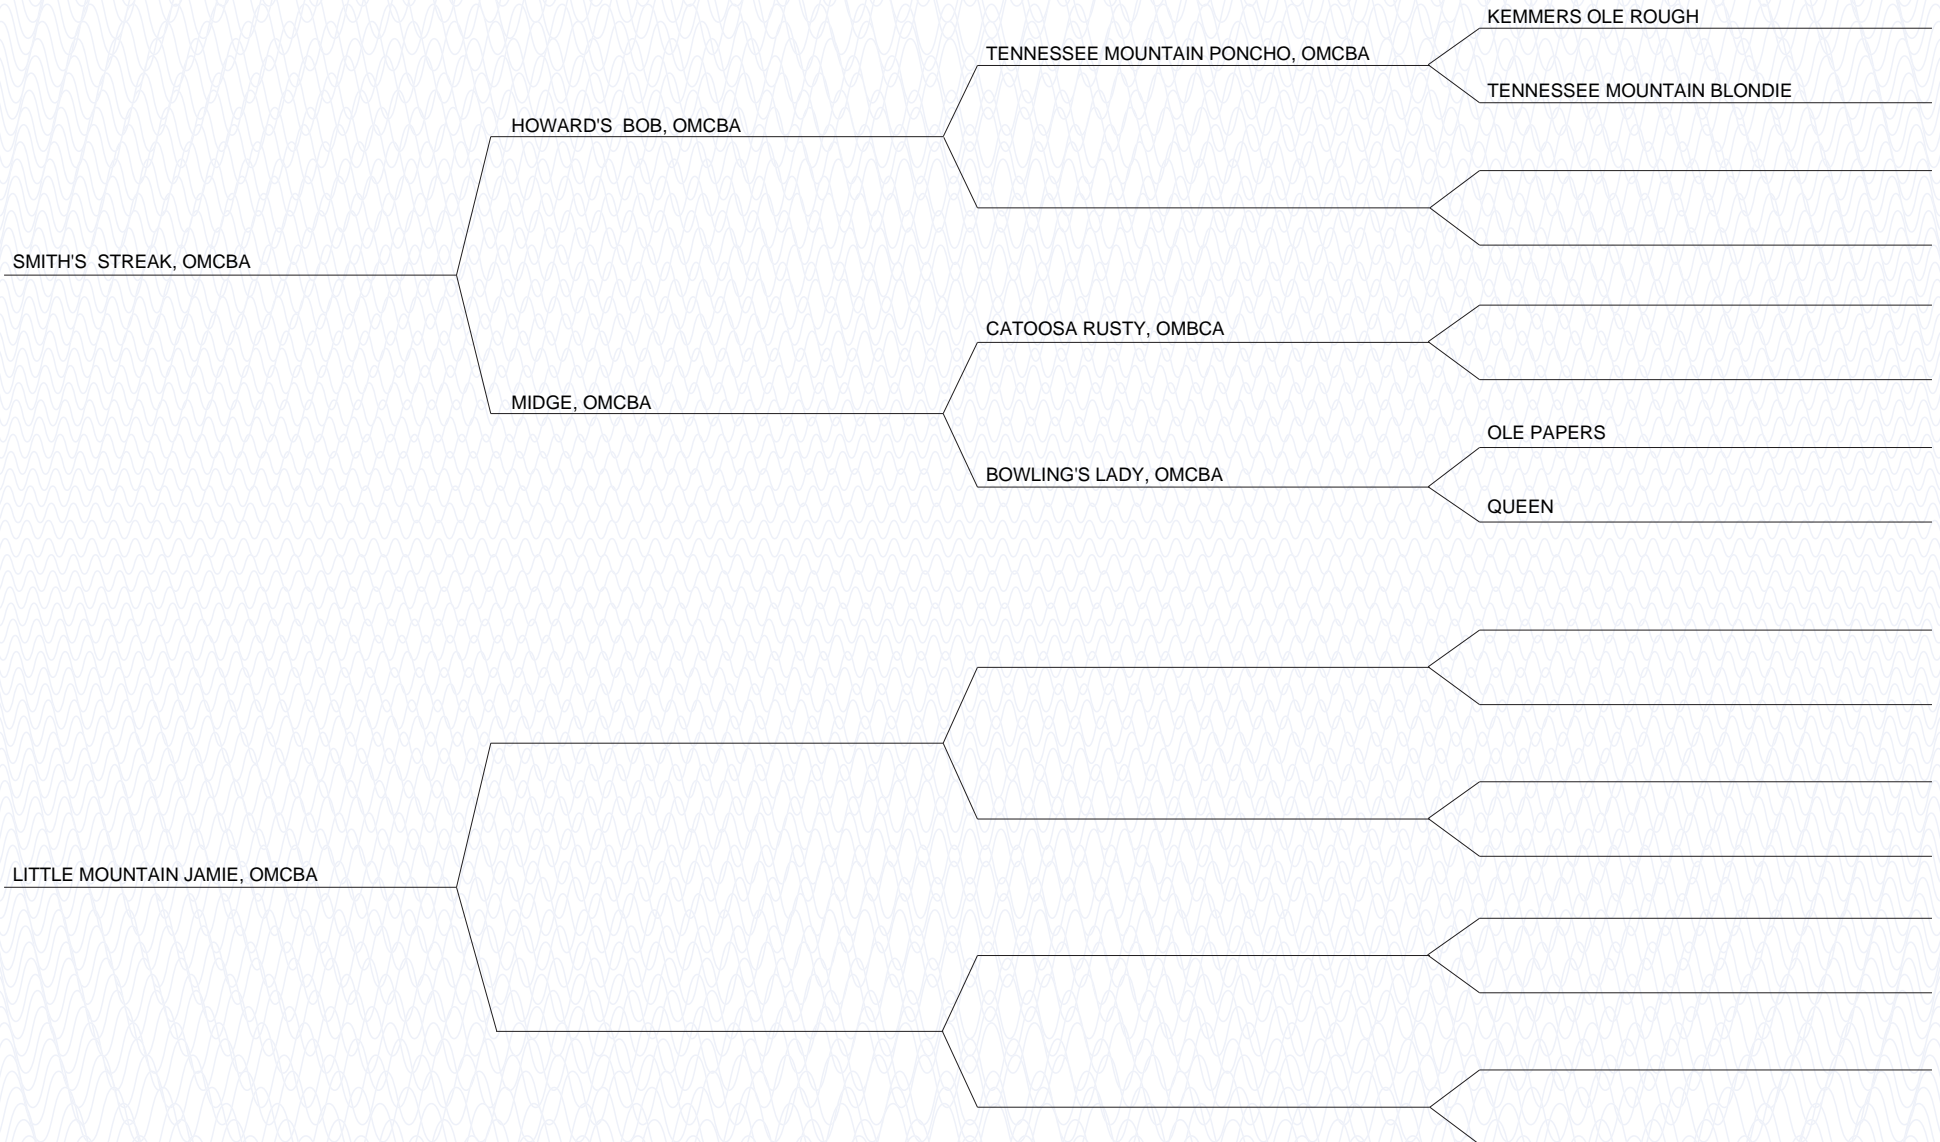 KEMMERS OLE ROUGH
TENNESSEE MOUNTAIN PONCHO, OMCBA
TENNESSEE MOUNTAIN BLONDIE
HOWARD'S  BOB, OMCBA
SMITH'S  STREAK, OMCBA
CATOOSA RUSTY, OMBCA
MIDGE, OMCBA
OLE PAPERS
BOWLING'S LADY, OMCBA
QUEEN
LITTLE MOUNTAIN JAMIE, OMCBA